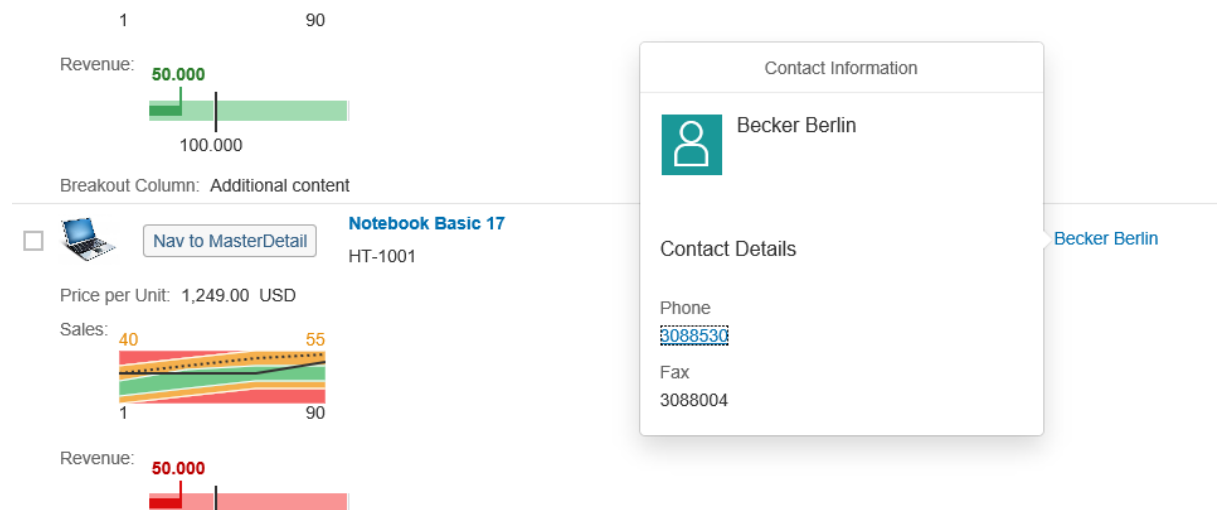 1 90
Revenue: 50.000
100.000
Breakout Column: Additional content
Nav to MasterDetail
Notebook Basic 17
HT-1001
Becker Berlin
Price per Unit: 1,249.00 USD
Sales: 40 55
1 90
Revenue: 50.000
Contact Information
Becker Berlin
Contact Details
Phone
3088530
Fax
3088004